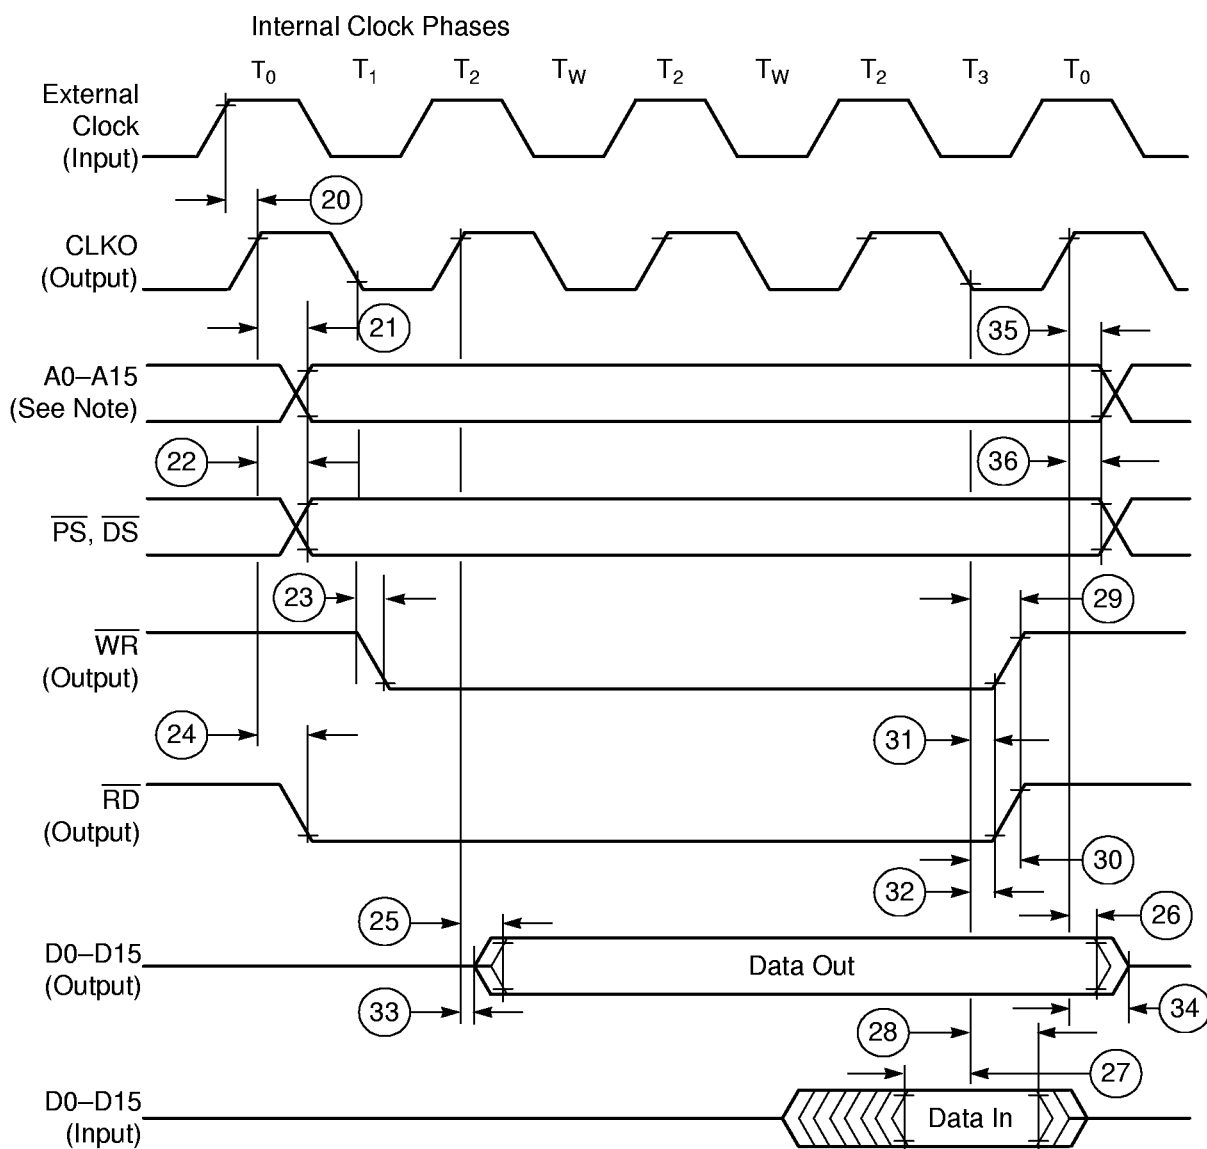 Internal Clock Phases
T0 T1 T2 TW T2 TW T2 T3 T0
External
Clock
(Input)
20
CLKO
(Output)
21
35
A0–A15
(See Note)
22
36
PS, DS
23
29
WR
(Output)
24
31
RD
(Output)
30
32
25
26
D0–D15
(Output)
Data Out
33
34
28
27
D0–D15
(Input)
Data In